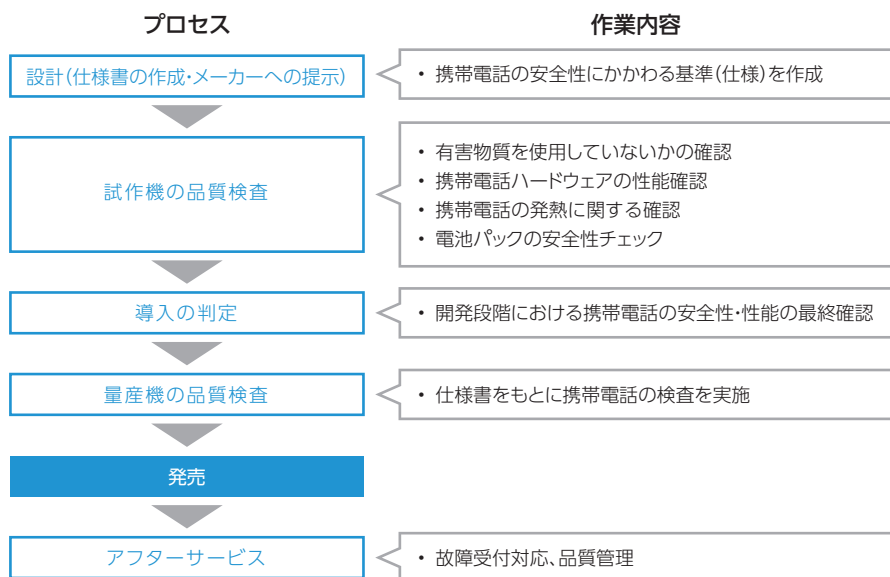 プロセス
作業内容
設計(仕様書の作成・メーカーへの提示)
・ 携帯電話の安全性にかかわる基準(仕様)を作成
試作機の品質検査
・ 有害物質を使用していないかの確認
・ 携帯電話ハードウェアの性能確認
・ 携帯電話の発熱に関する確認
・ 電池パックの安全性チェック
導入の判定
・ 開発段階における携帯電話の安全性・性能の最終確認
量産機の品質検査
・ 仕様書をもとに携帯電話の検査を実施
発売
アフターサービス
・ 故障受付対応、品質管理